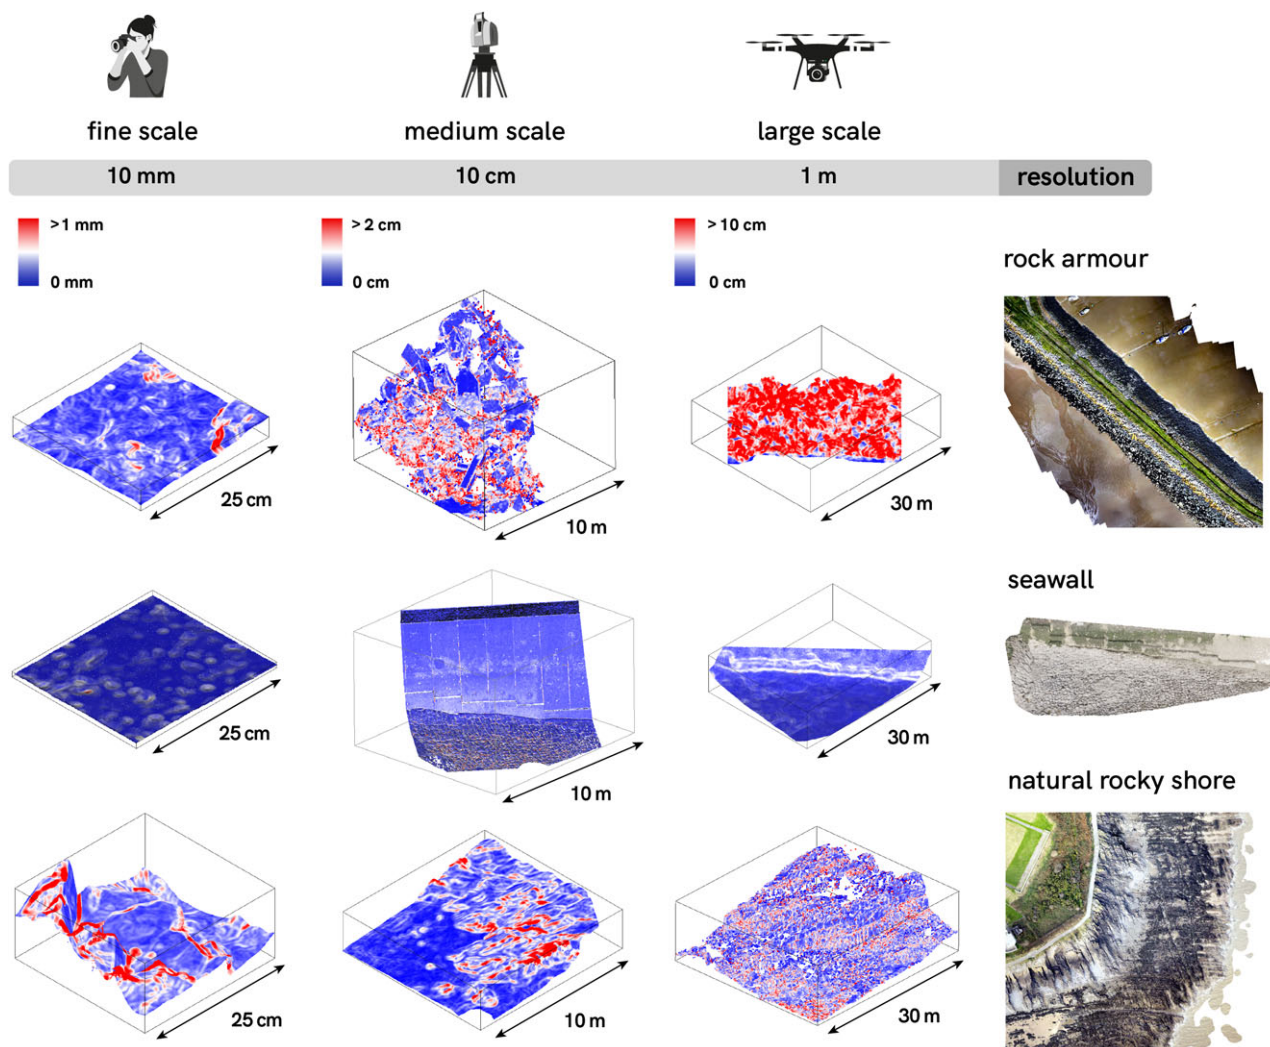 fine scale
medium scale
large scale
10 mm
10 cm
1 m
resolution
>1 mm
0 mm
>2 cm
0 cm
>10 cm
0 cm
rock armour
25 cm
10 m
30 m
seawall
25 cm
10 m
30 m
natural rocky shore
25 cm
10 m
30 m